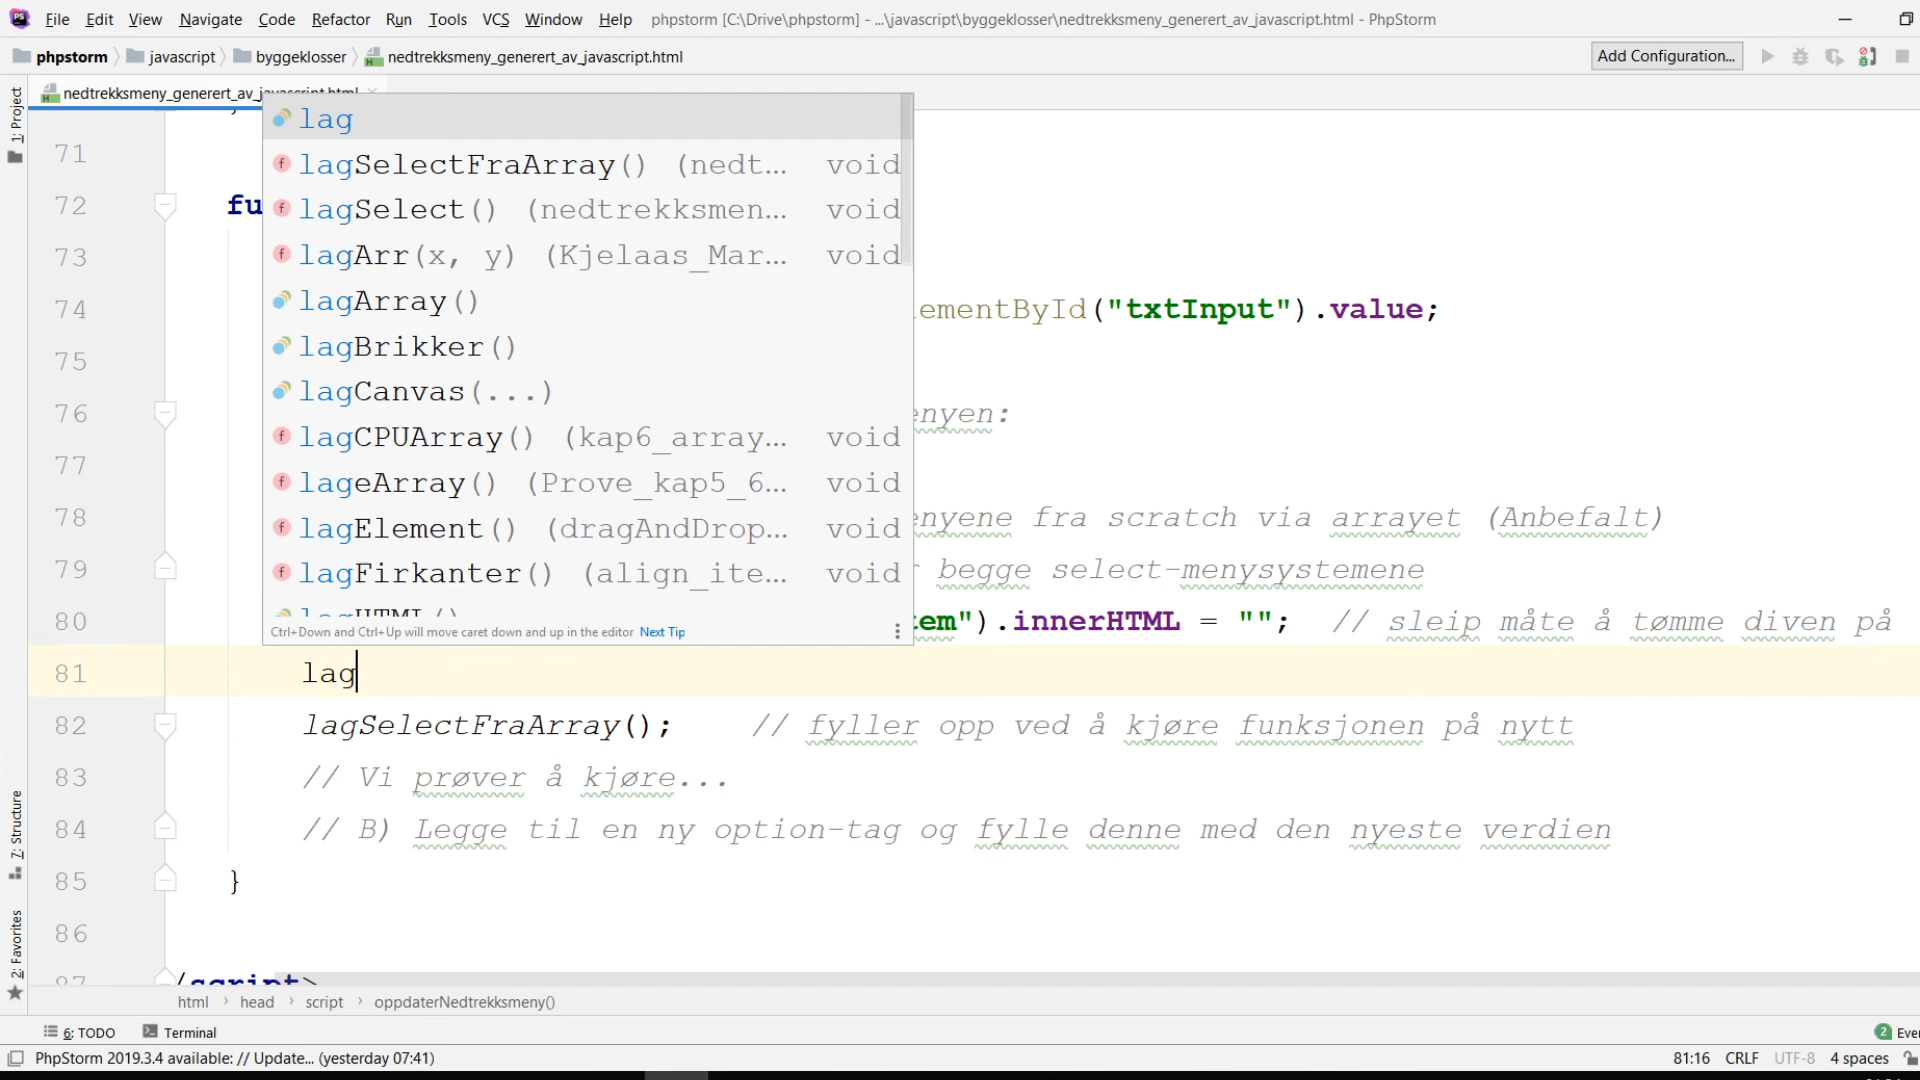 File Edit View Navigate Code Refactor Run Tools VCS Window Help phpstorm [C:\Drive\phpstorm] - ...\javascript\byggeklosser\nedtrekksmeny_generert_av_javascript.html - PhpStorm
phpstorm javascript byggeklosser nedtrekksmeny_generert_av_javascript.html Add Configuration...
nedtrekksmeny_generert_av_javascript.html
1: Project
lag
71
lagSelectFraArray() (nedt... void
72 fu lagSelect() (nedtrekksmen... void
73 lagArr(x, y) (Kjelaas_Mar... void
74 lagArray() lementById("txtInput").value;
75 lagBrikker()
lagCanvas(...)
76 enyen:
lagCPUArray() (kap6_array... void
77 lageArray() (Prove_kap5_6... void
78 lagElement() (dragAndDrop... void enyene fra scratch via arrayet (Anbefalt)
79 lagFirkanter() (align_ite... void begge select-menysystemene
lagHTML()
80 tem").innerHTML = ""; // sleip måte å tømme diven på
Ctrl+Down and Ctrl+Up will move caret down and up in the editor Next Tip
81 lag
82 lagSelectFraArray(); // fyller opp ved å kjøre funksjonen på nytt
83 // Vi prøver å kjøre...
84 // B) Legge til en ny option-tag og fylle denne med den nyeste verdien
85 }
86
87 </script>
7: Structure
2: Favorites
html head script oppdaterNedtrekksmeny()
6: TODO Terminal 2
PhpStorm 2019.3.4 available: // Update... (yesterday 07:41) 81:16 CRLF UTF-8 4 spaces